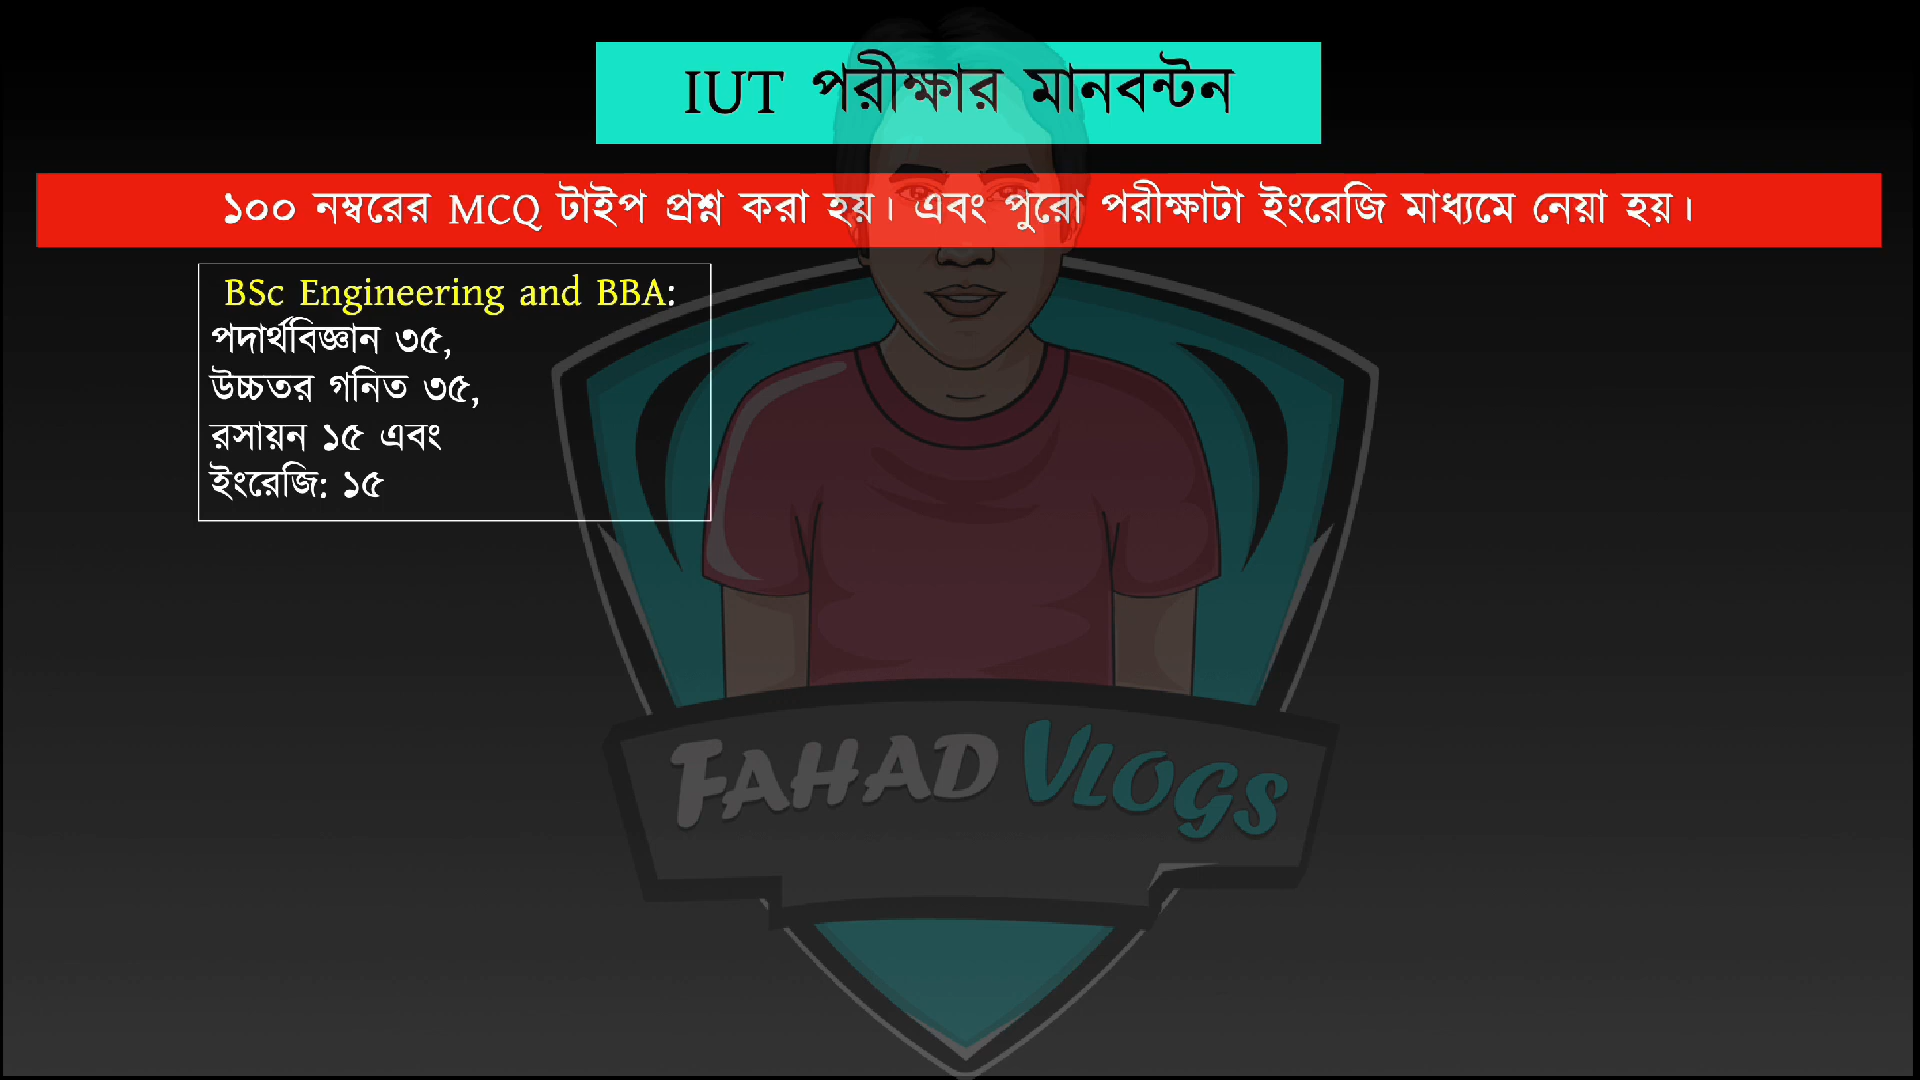 IUT পরীক্ষার মানবন্টন
১০০ নম্বরের MCQ টাইপ প্রশ্ন করা হয়। এবং পুরো পরীক্ষাটা ইংরেজি মাধ্যমে নেয়া হয়।
BSc Engineering and BBA:
পদার্থবিজ্ঞান ৩৫,
উচ্চতর গনিত ৩৫,
রসায়ন ১৫ এবং
ইংরেজি: ১৫
FAHAD VLOGS